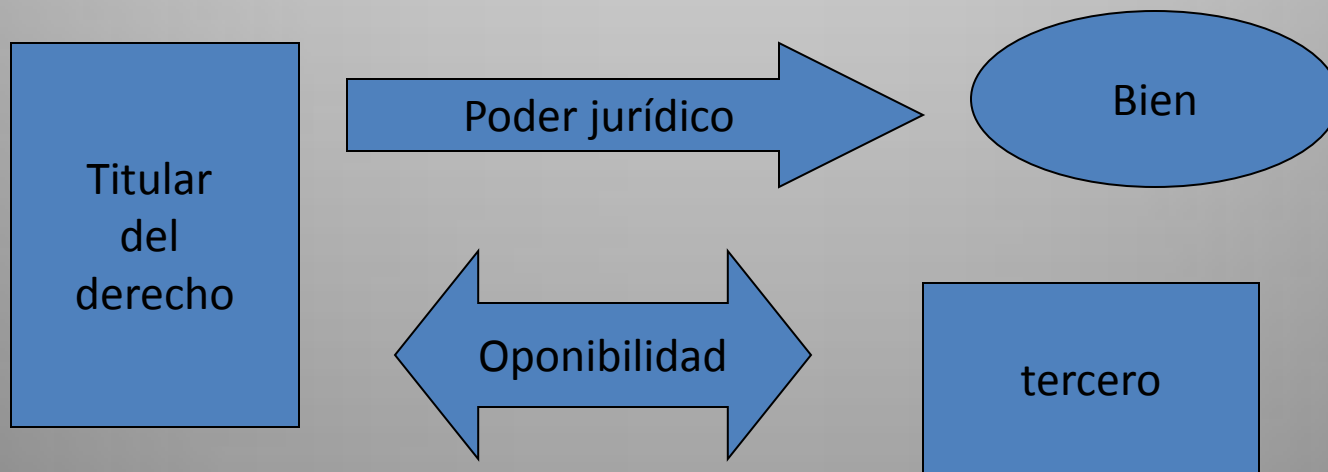 Titular
del
derecho
Poder jurídico
Bien
Oponibilidad
tercero